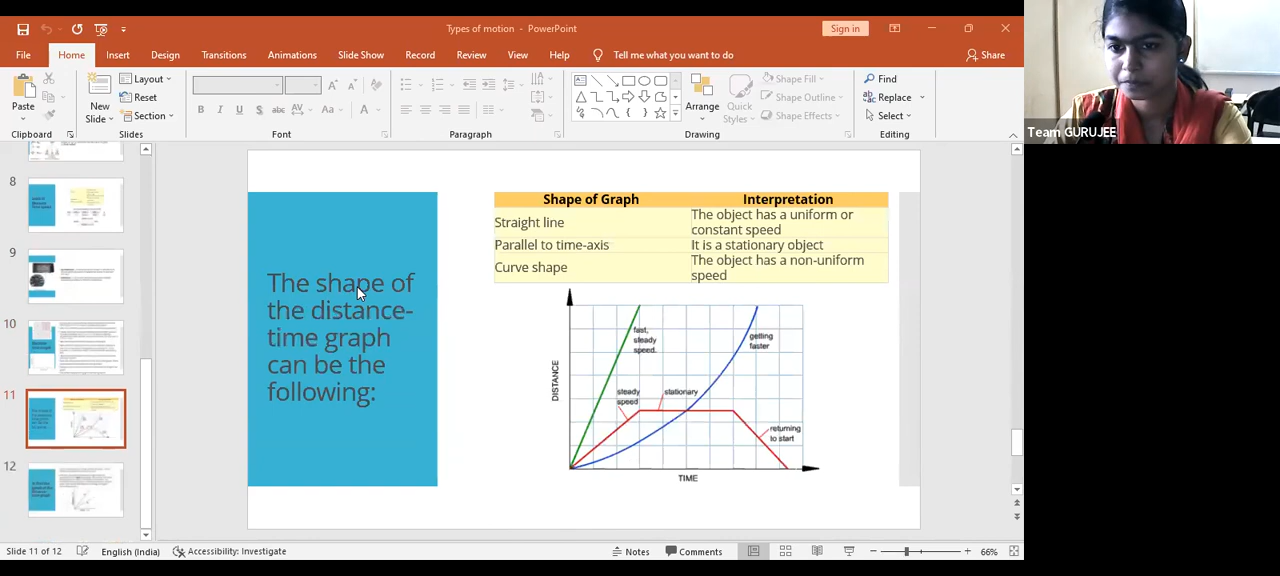 Types of motion - PowerPoint
Sign in
File Home Insert Design Transitions Animations Slide Show Record Review View Help Tell me what you want to do Share
Paste
Clipboard
New
Slide
Layout
Reset
Section
Slides
B I U S abc AV Aa A
Font
Paragraph
Arrange
Quick
Styles
Shape Fill
Shape Outline
Shape Effects
Drawing
Find
Replace
Select
Editing
Team GURUJEE
8
9
10
11
12
The shape of
the distance-
time graph
can be the
following:
Shape of Graph Interpretation
Straight line
The object has a uniform or
constant speed
Parallel to time-axis It is a stationary object
Curve shape
The object has a non-uniform
speed
DISTANCE
fast,
steady
speed.
getting
faster
steady
speed
stationary
returning
to start
TIME
Slide 11 of 12 English (India) Accessibility: Investigate Notes Comments 66%